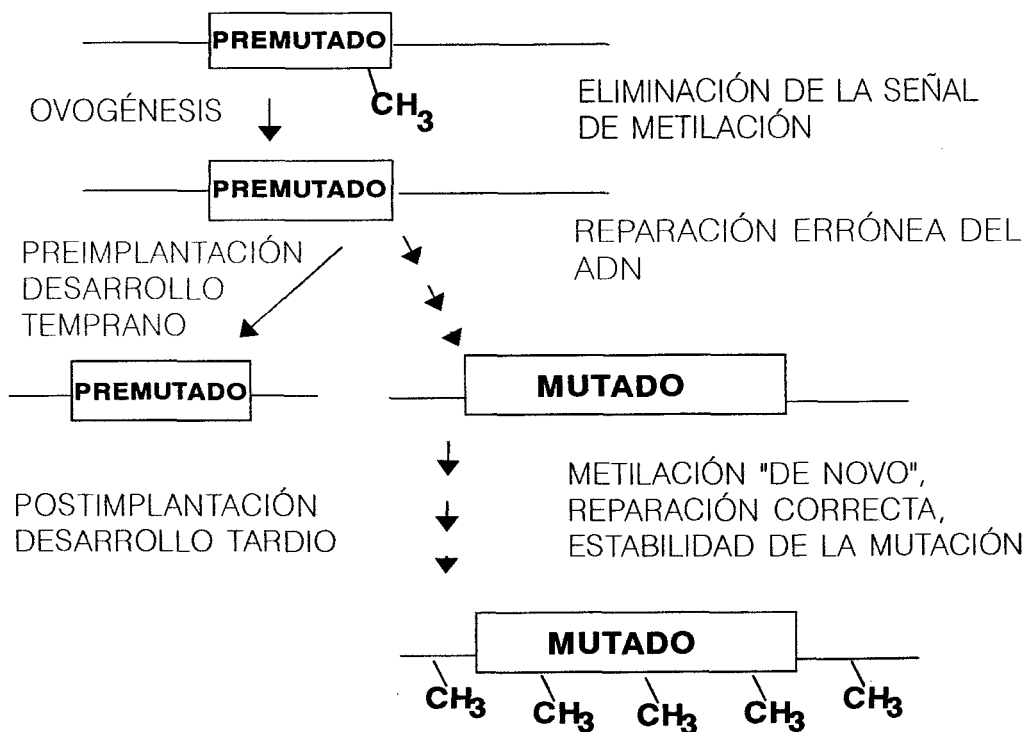 PREMUTADO
CH3
OVOGÉNESIS
ELIMINACIÓN DE LA SEÑAL
DE METILACIÓN
PREMUTADO
REPARACIÓN ERRÓNEA DEL
ADN
PREIMPLANTACIÓN
DESARROLLO
TEMPRANO
PREMUTADO
MUTADO
POSTIMPLANTACIÓN
DESARROLLO TARDIO
METILACIÓN "DE NOVO",
REPARACIÓN CORRECTA,
ESTABILIDAD DE LA MUTACIÓN
MUTADO
CH3 CH3 CH3 CH3 CH3